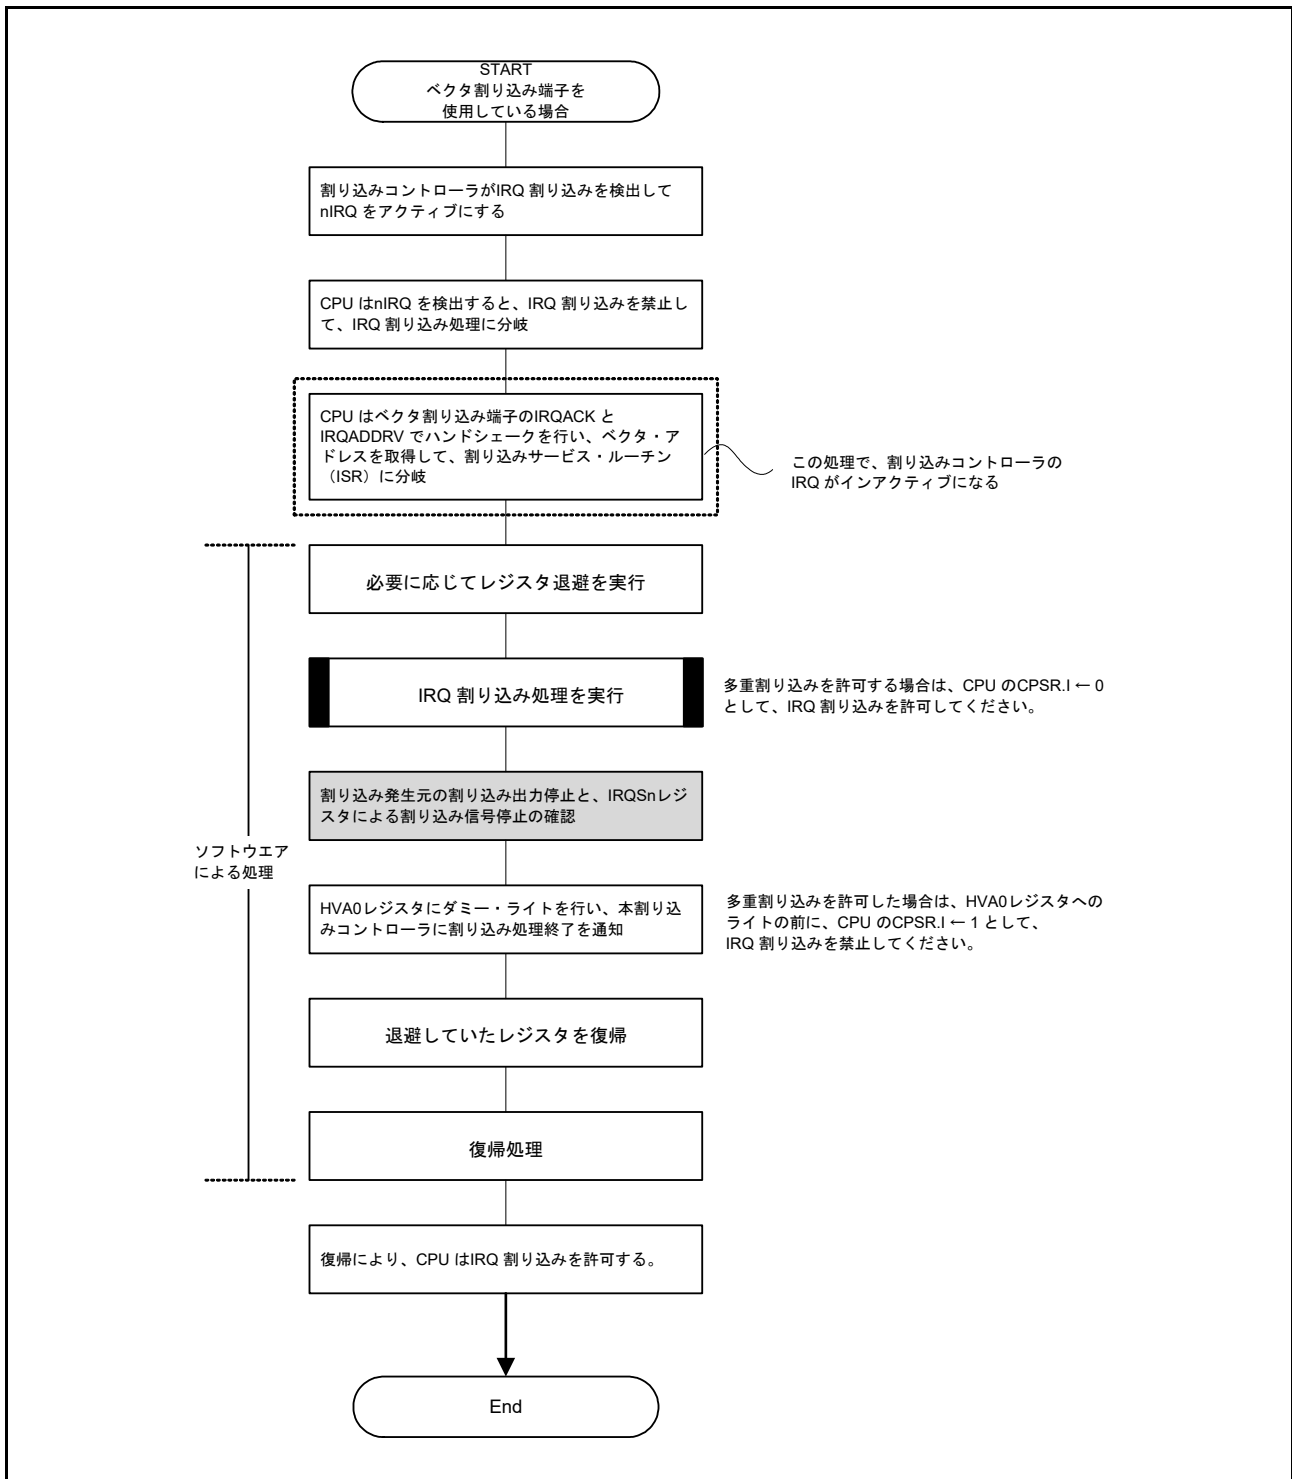 START
ベクタ割り込み端子を
使用している場合
割り込みコントローラがIRQ 割り込みを検出して
nIRQ をアクティブにする
CPU はnIRQ を検出すると、IRQ 割り込みを禁止し
て、IRQ 割り込み処理に分岐
CPU はベクタ割り込み端子のIRQACK と
IRQADDRV でハンドシェークを行い、ベクタ・ア
ドレスを取得して、割り込みサービス・ルーチン
（ISR）に分岐
この処理で、割り込みコントローラの
IRQ がインアクティブになる
必要に応じてレジスタ退避を実行
IRQ 割り込み処理を実行
多重割り込みを許可する場合は、CPU のCPSR.I ← 0
として、IRQ 割り込みを許可してください。
割り込み発生元の割り込み出力停止と、IRQSnレジ
スタによる割り込み信号停止の確認
ソフトウエア
による処理
HVA0レジスタにダミー・ライトを行い、本割り込
みコントローラに割り込み処理終了を通知
多重割り込みを許可した場合は、HVA0レジスタへの
ライトの前に、CPU のCPSR.I ← 1 として、
IRQ 割り込みを禁止してください。
退避していたレジスタを復帰
復帰処理
復帰により、CPU はIRQ 割り込みを許可する。
End